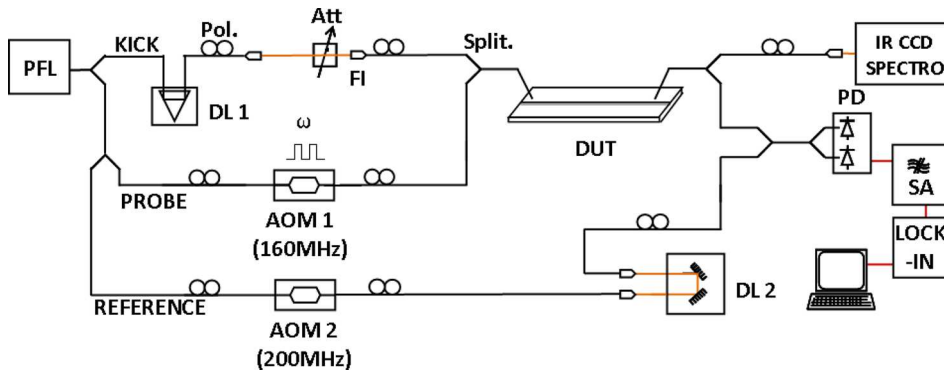 Att
KICK
Pol.
Split.
PFL
IR CCD
SPECTRO
FI
DL 1
PD
ω
DUT
PROBE
SA
AOM 1
(160MHz)
LOCK
-IN
REFERENCE
DL 2
AOM 2
(200MHz)